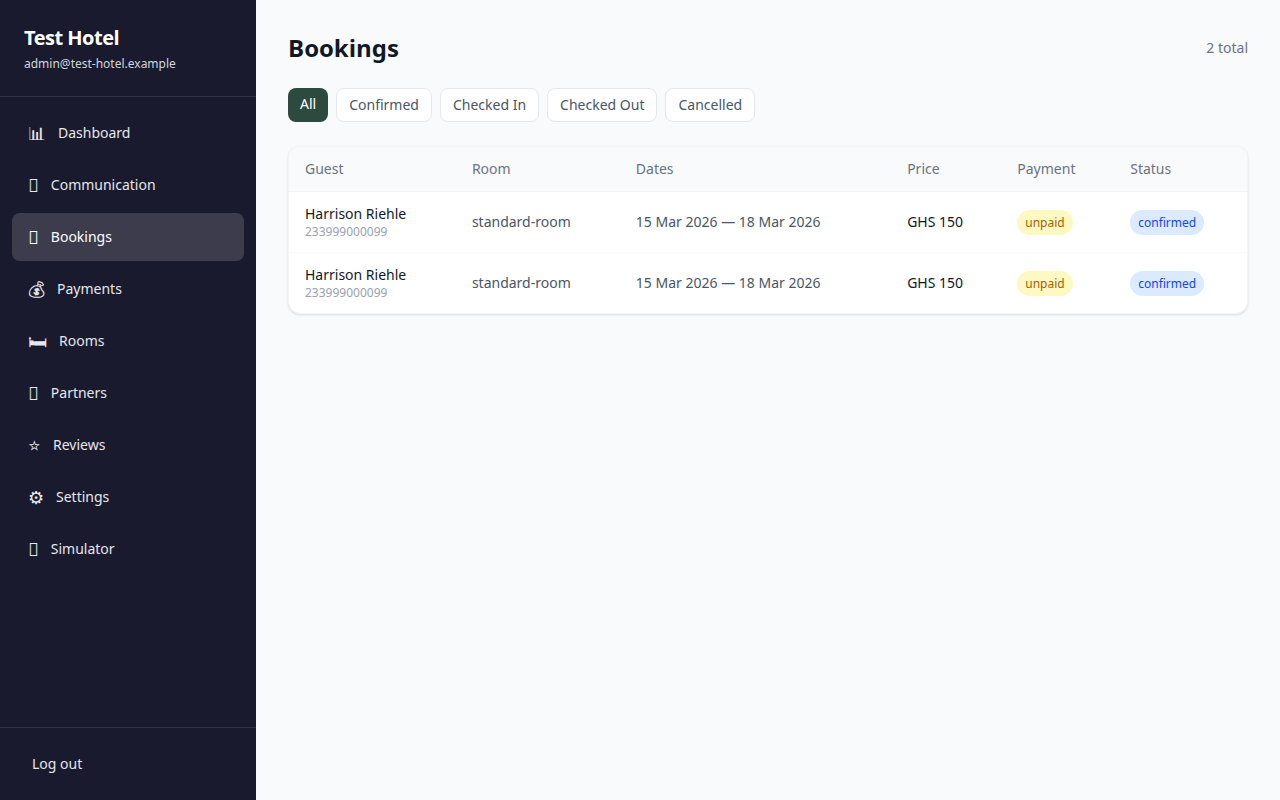 Test Hotel
admin@test-hotel.example
Dashboard
Communication
Bookings
Payments
Rooms
Partners
Reviews
Settings
Simulator
Log out
Bookings
2 total
All Confirmed Checked In Checked Out Cancelled
Guest Room Dates Price Payment Status
Harrison Riehle
233999000099
standard-room 15 Mar 2026 — 18 Mar 2026 GHS 150 unpaid confirmed
Harrison Riehle
233999000099
standard-room 15 Mar 2026 — 18 Mar 2026 GHS 150 unpaid confirmed